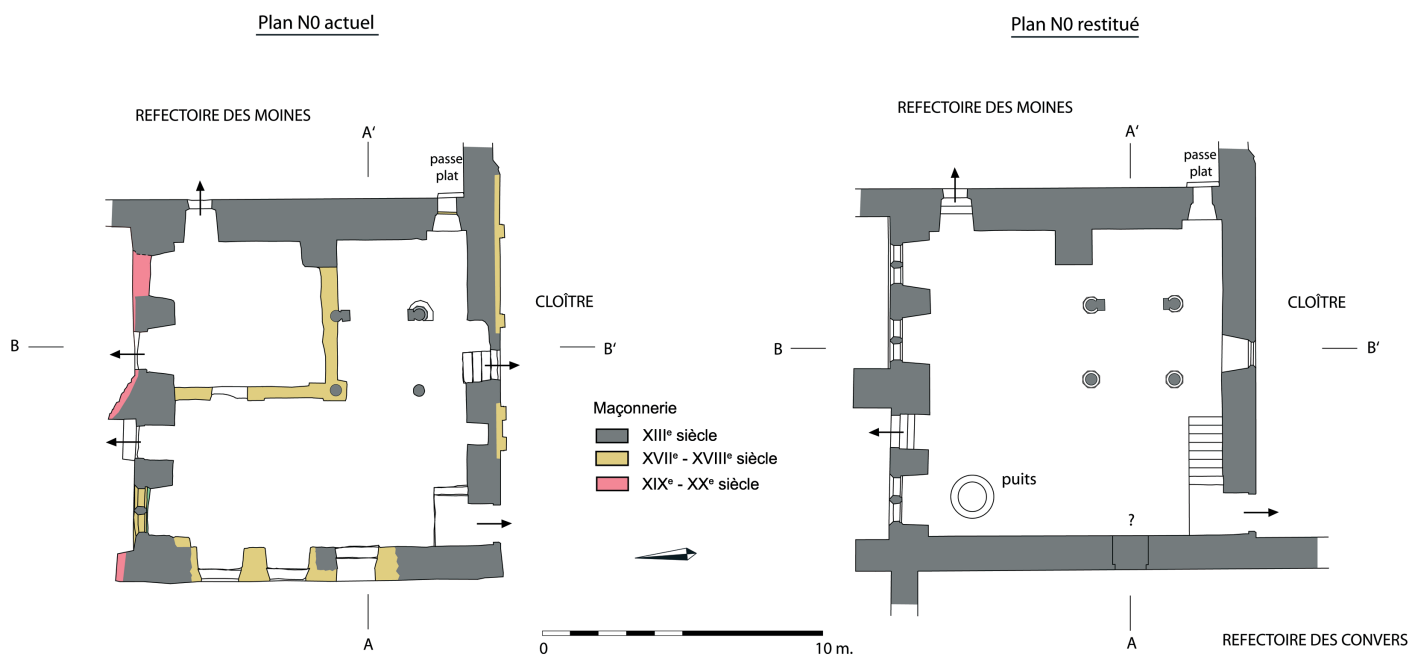 Plan N0 actuel
REFECTOIRE DES MOINES
A'
passe
plat
CLOÎTRE
B
B'
A
Maçonnerie
XIIIᵉ siècle
XVIIᵉ - XVIIIᵉ siècle
XIXᵉ - XXᵉ siècle
0
10 m.
Plan N0 restitué
REFECTOIRE DES MOINES
A'
passe
plat
CLOÎTRE
B
B'
puits
?
A
REFECTOIRE DES CONVERS